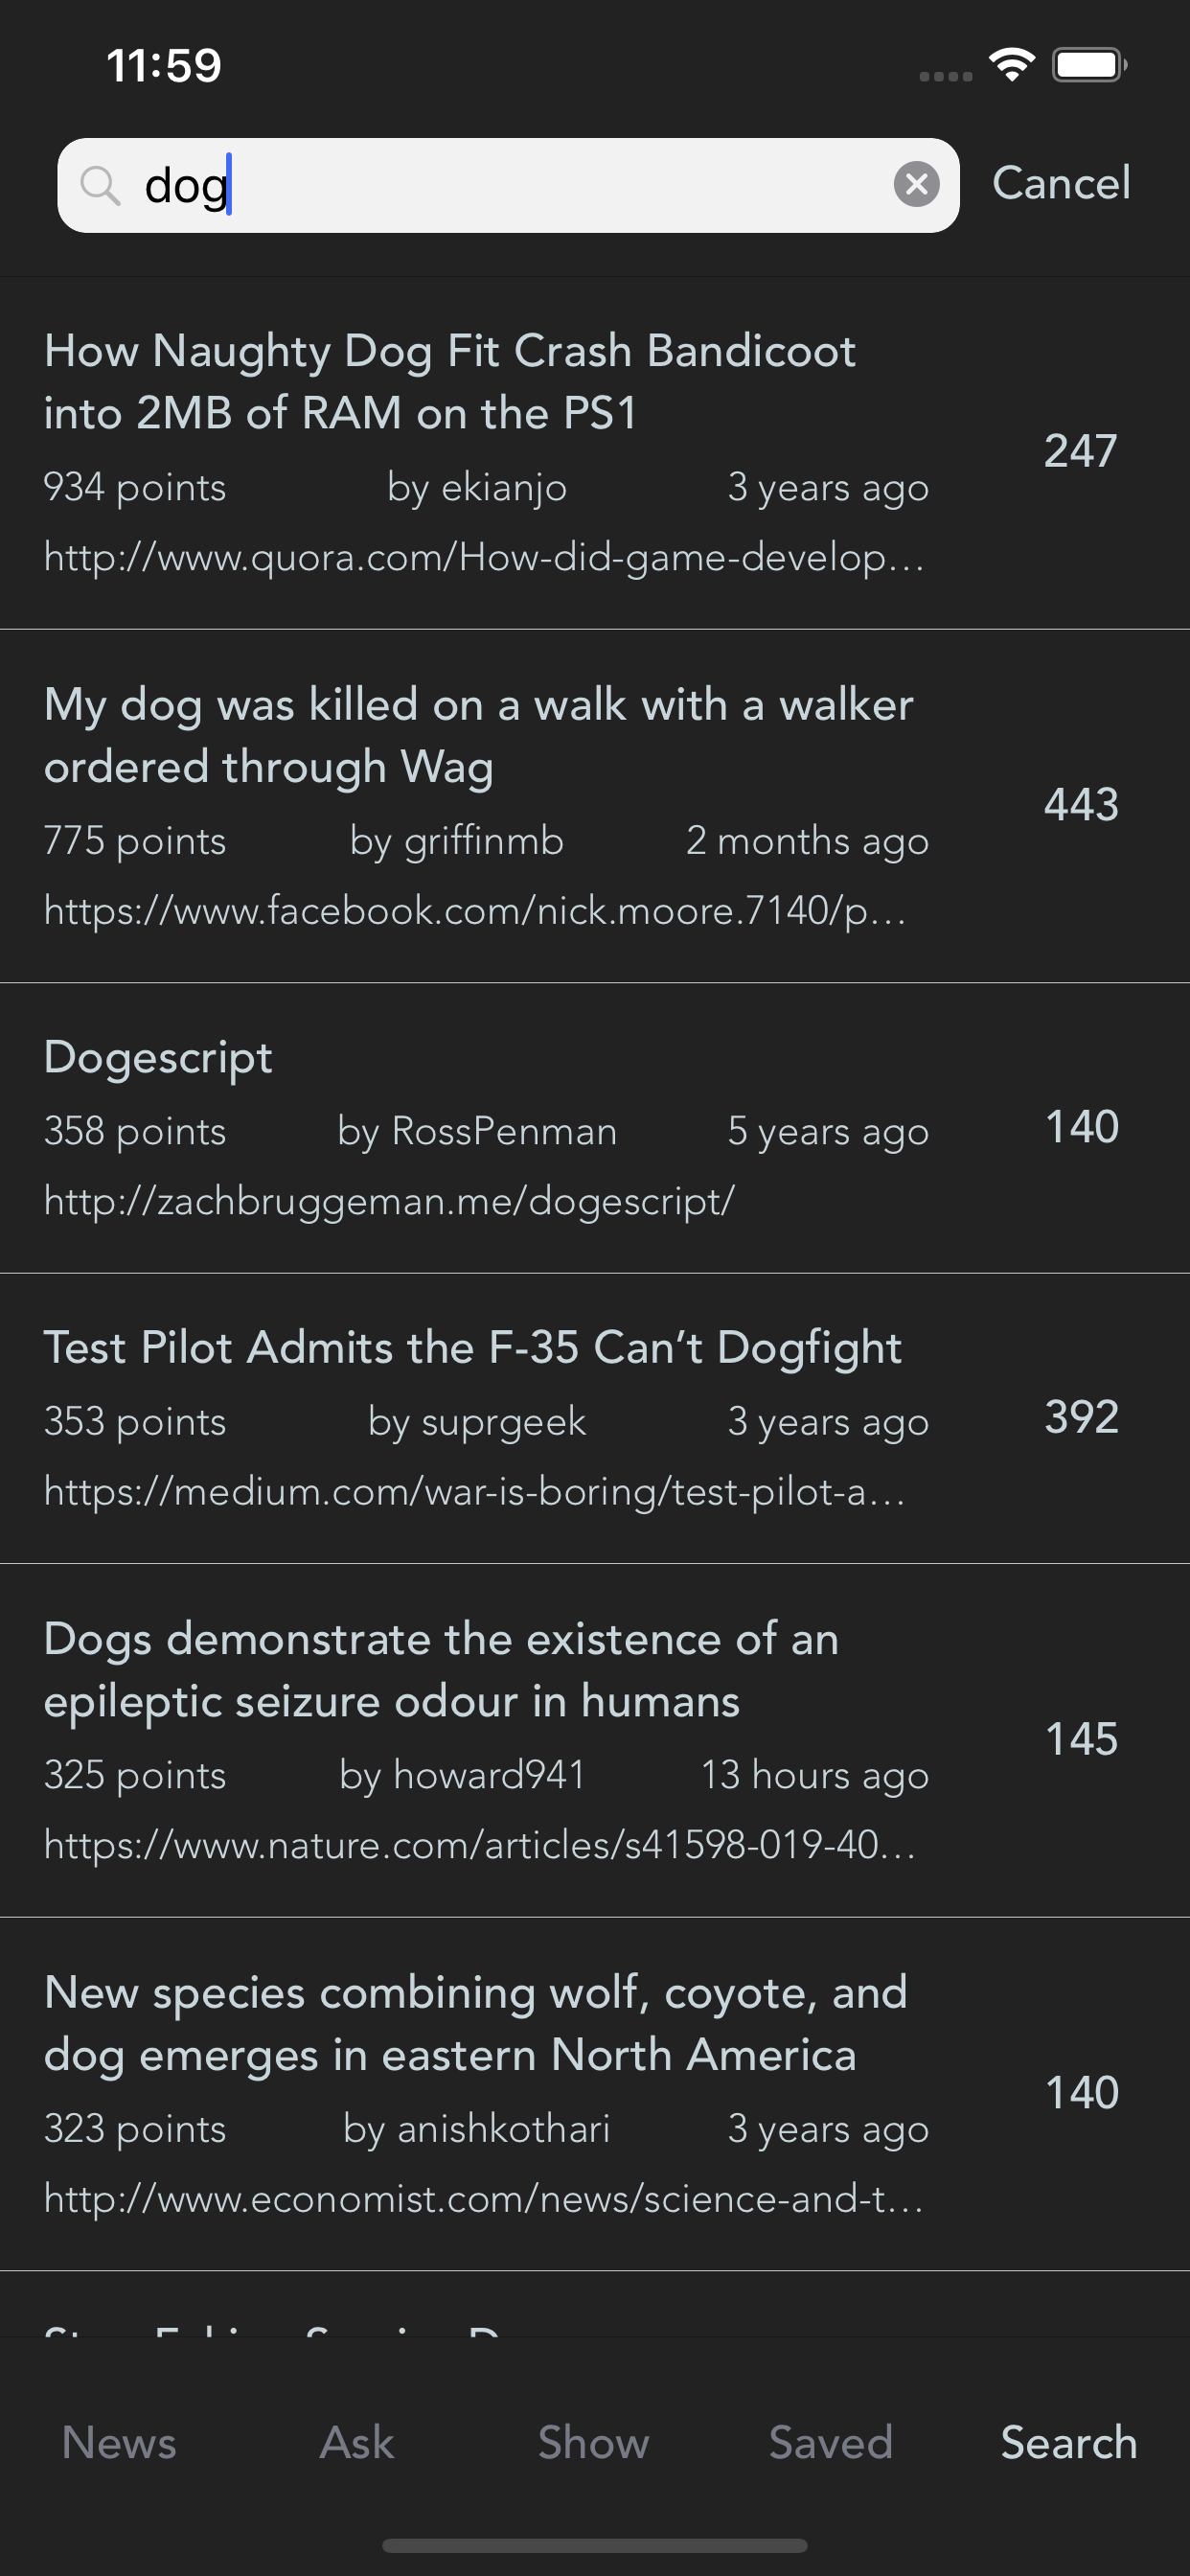 11:59
dog
Cancel
How Naughty Dog Fit Crash Bandicoot
into 2MB of RAM on the PS1
247
934 points by ekianjo 3 years ago
http://www.quora.com/How-did-game-develop...
My dog was killed on a walk with a walker
ordered through Wag
443
775 points by griffinmb 2 months ago
https://www.facebook.com/nick.moore.7140/p...
Dogescript
358 points by RossPenman 5 years ago 140
http://zachbruggeman.me/dogescript/
Test Pilot Admits the F-35 Can’t Dogfight
353 points by suprgeek 3 years ago 392
https://medium.com/war-is-boring/test-pilot-a...
Dogs demonstrate the existence of an
epileptic seizure odour in humans
145
325 points by howard941 13 hours ago
https://www.nature.com/articles/s41598-019-40...
New species combining wolf, coyote, and
dog emerges in eastern North America
140
323 points by anishkothari 3 years ago
http://www.economist.com/news/science-and-t...
News Ask Show Saved Search